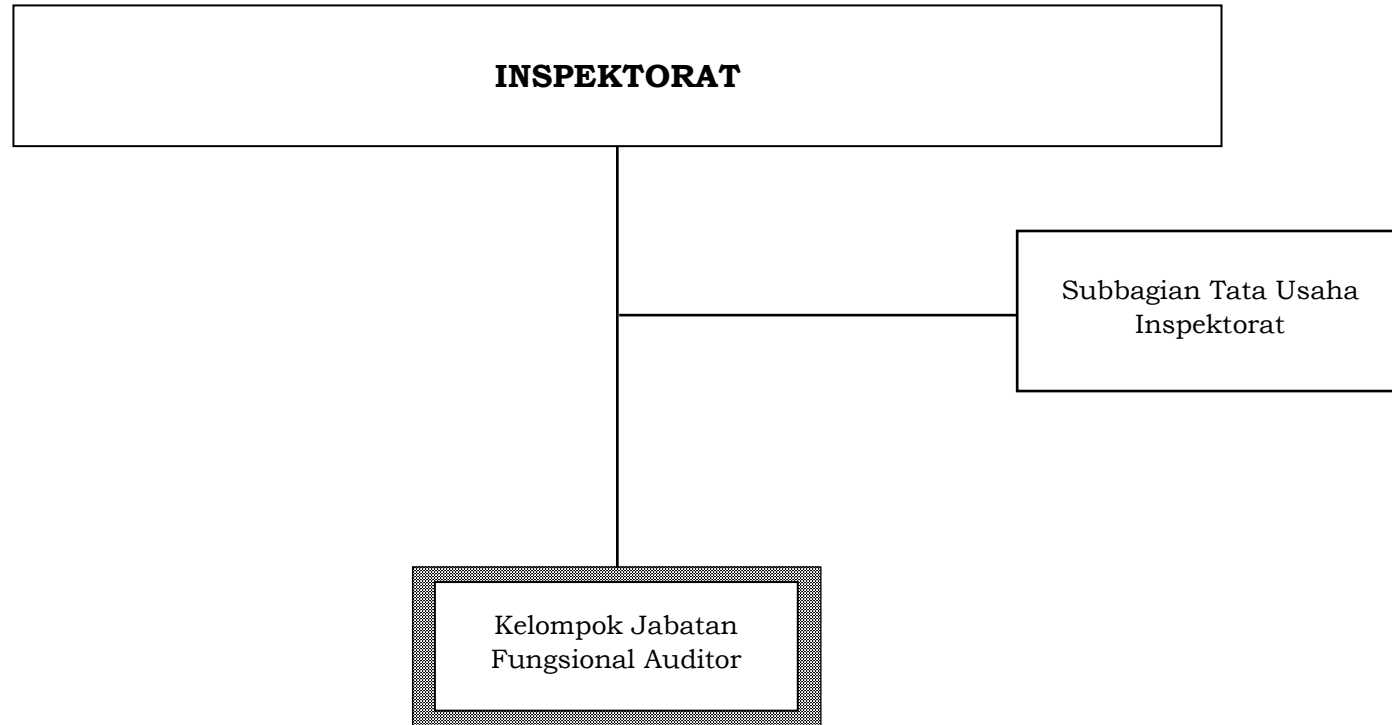 INSPEKTORAT
Subbagian Tata Usaha
Inspektorat
Kelompok Jabatan
Fungsional Auditor